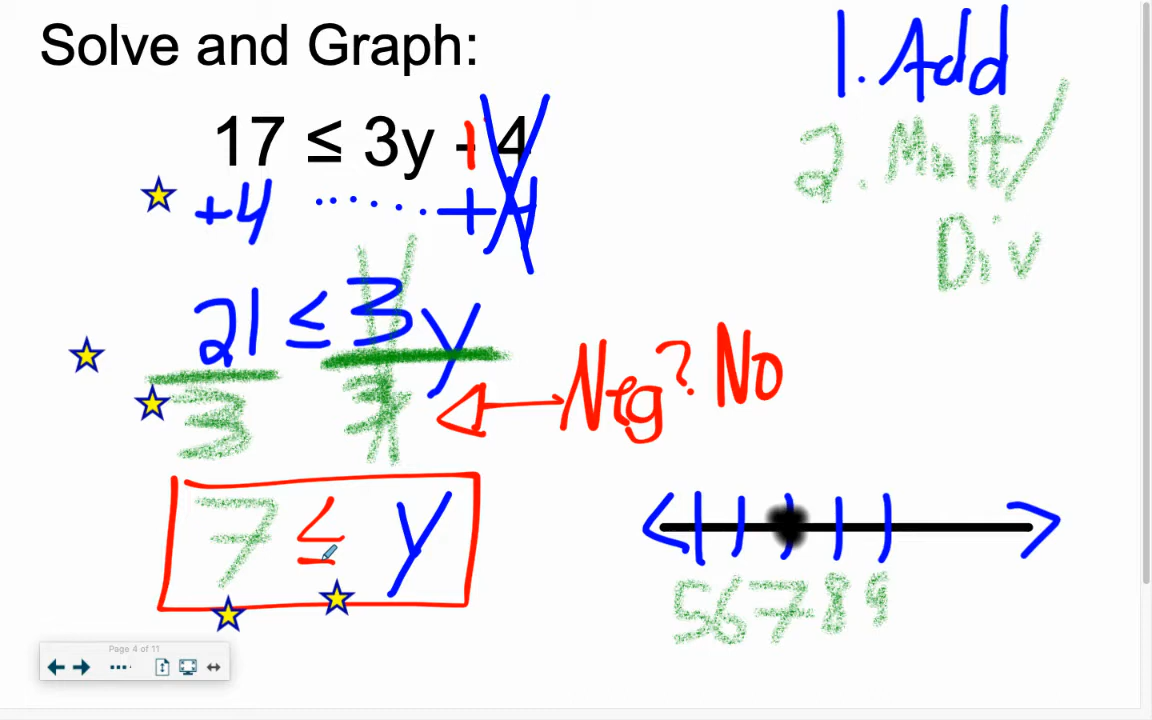 Solve and Graph:
17 ≤ 3y - 4
+4 ...... +4
21 ≤ 3y
3 3
7 ≤ y
1. Add
2. Mult/
Div
Neg? No
5 6 7 8 9
Page 4 of 11